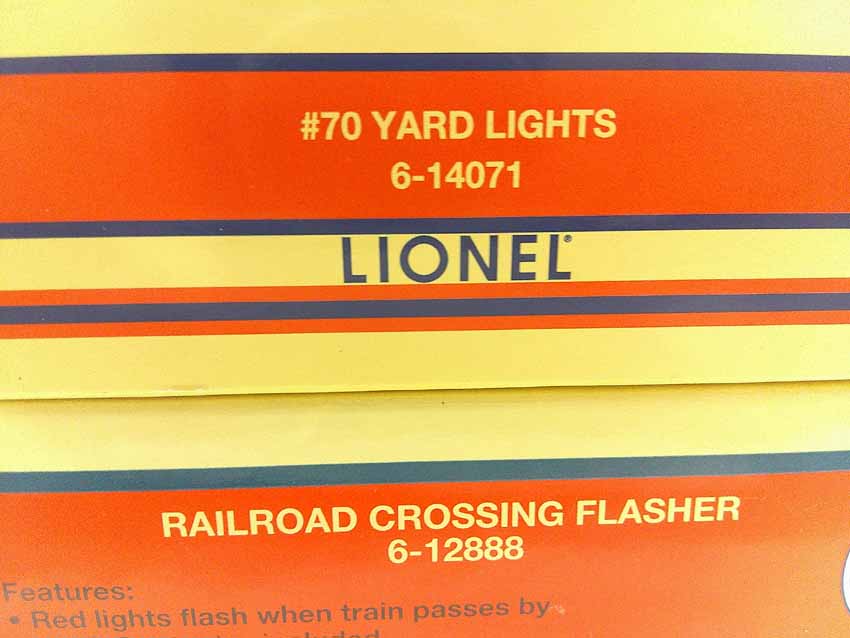 #70 YARD LIGHTS
6-14071
LIONEL®
RAILROAD CROSSING FLASHER
6-12888
Features:
• Red lights flash when train passes by
included